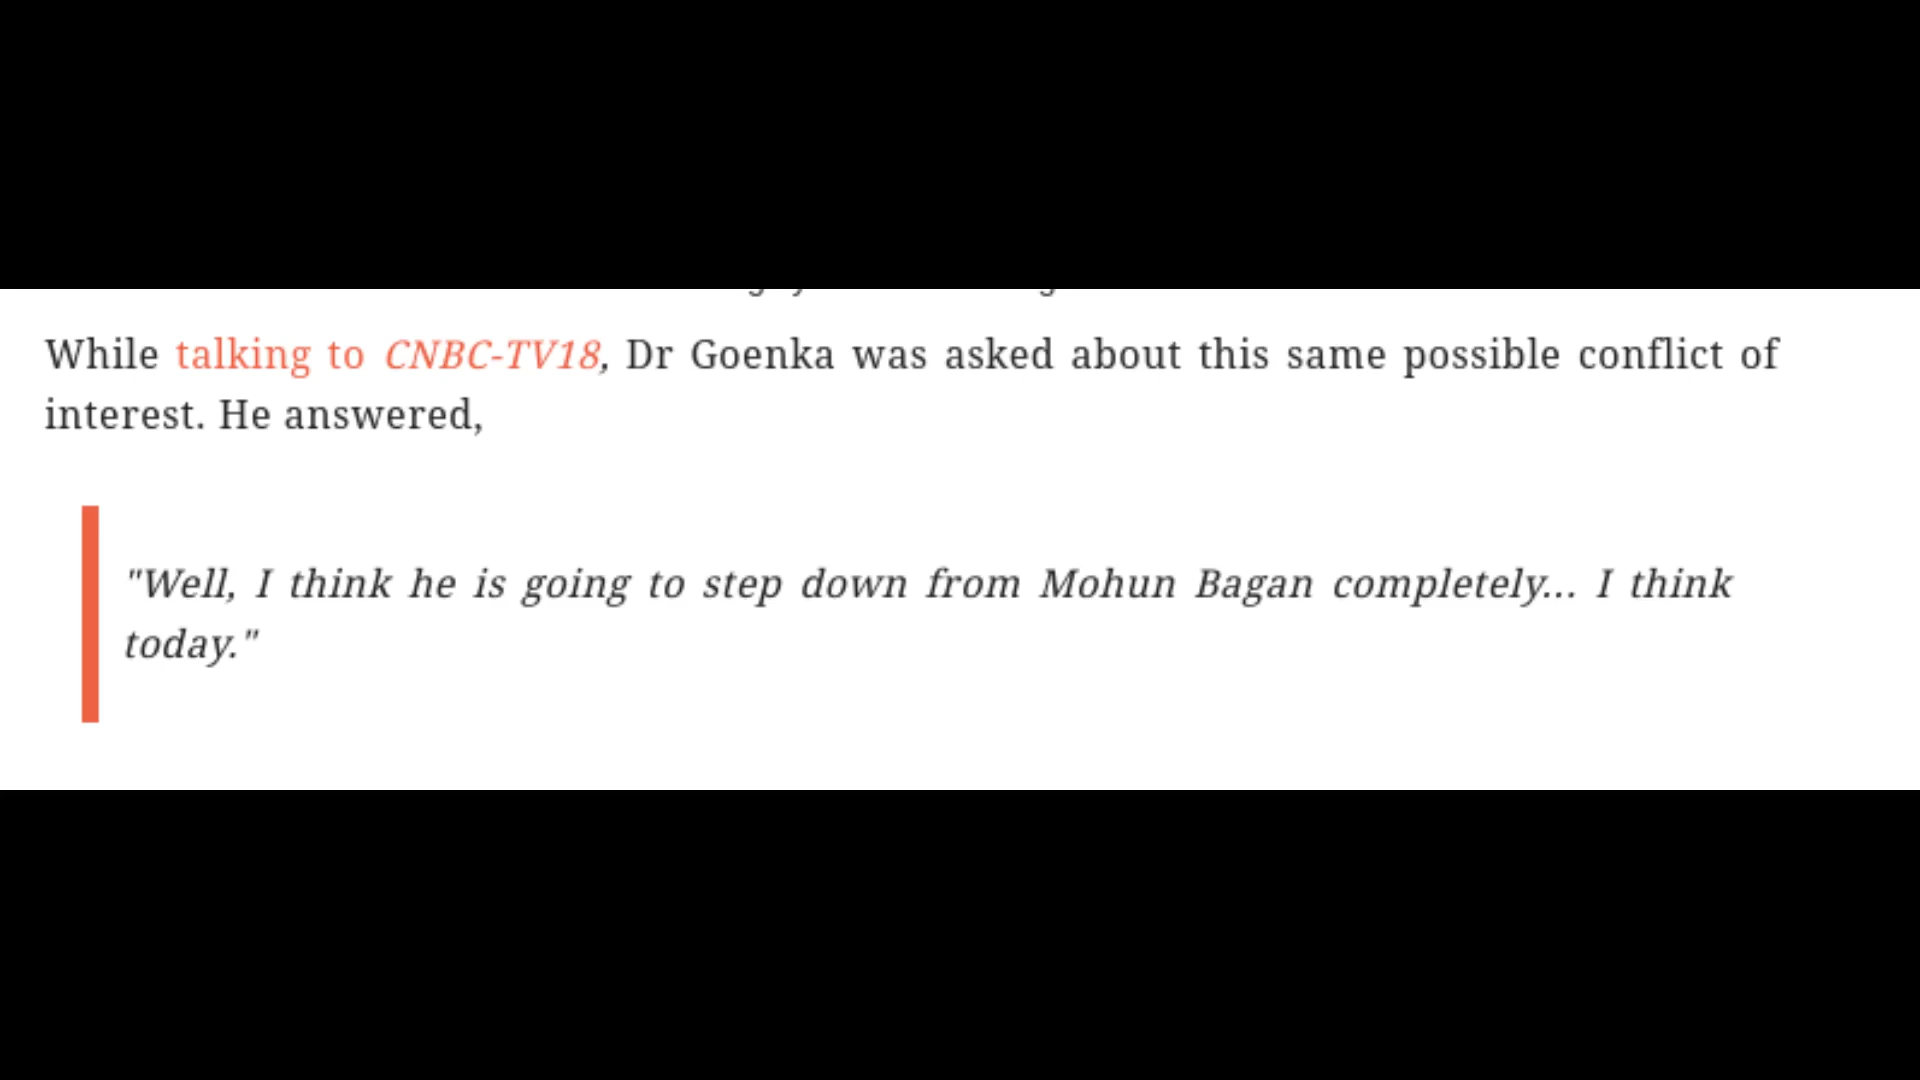 While talking to CNBC-TV18, Dr Goenka was asked about this same possible conflict of
interest. He answered,
"Well, I think he is going to step down from Mohun Bagan completely... I think
today."